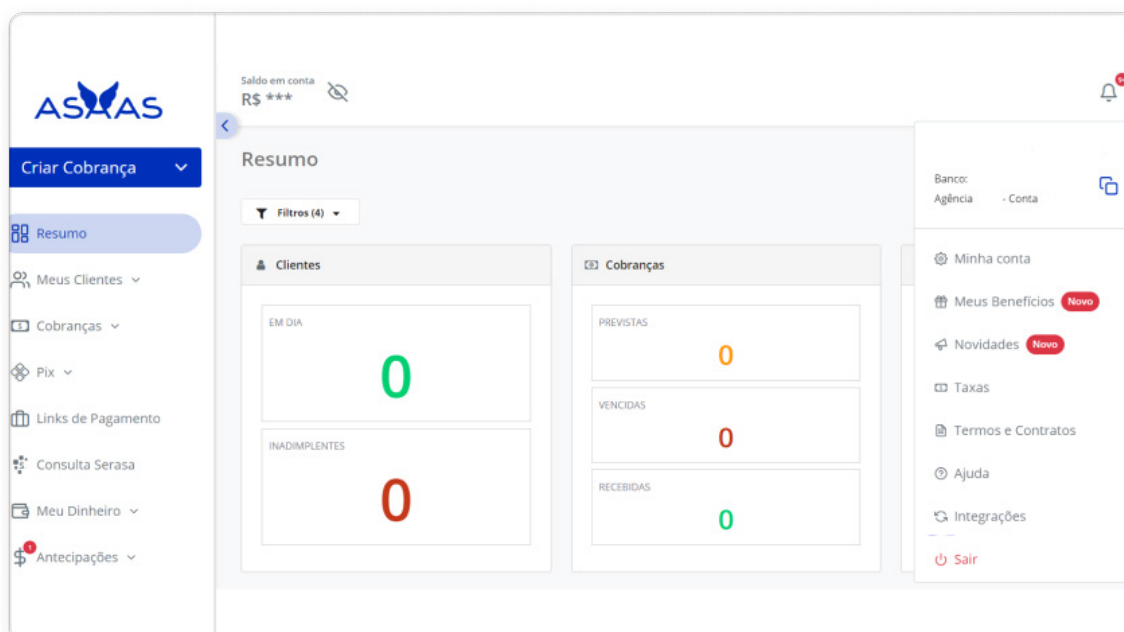 ASAAS
Criar Cobrança
Resumo
Meus Clientes
Cobranças
Pix
Links de Pagamento
Consulta Serasa
Meu Dinheiro
1
Antecipações
Saldo em conta
R$ ***
Resumo
Filtros (4)
Clientes
EM DIA
0
INADIMPLENTES
0
Cobranças
PREVISTAS
0
VENCIDAS
0
RECEBIDAS
0
Banco:
Agência - Conta
Minha conta
Meus Benefícios Novo
Novidades Novo
Taxas
Termos e Contratos
Ajuda
Integrações
Sair